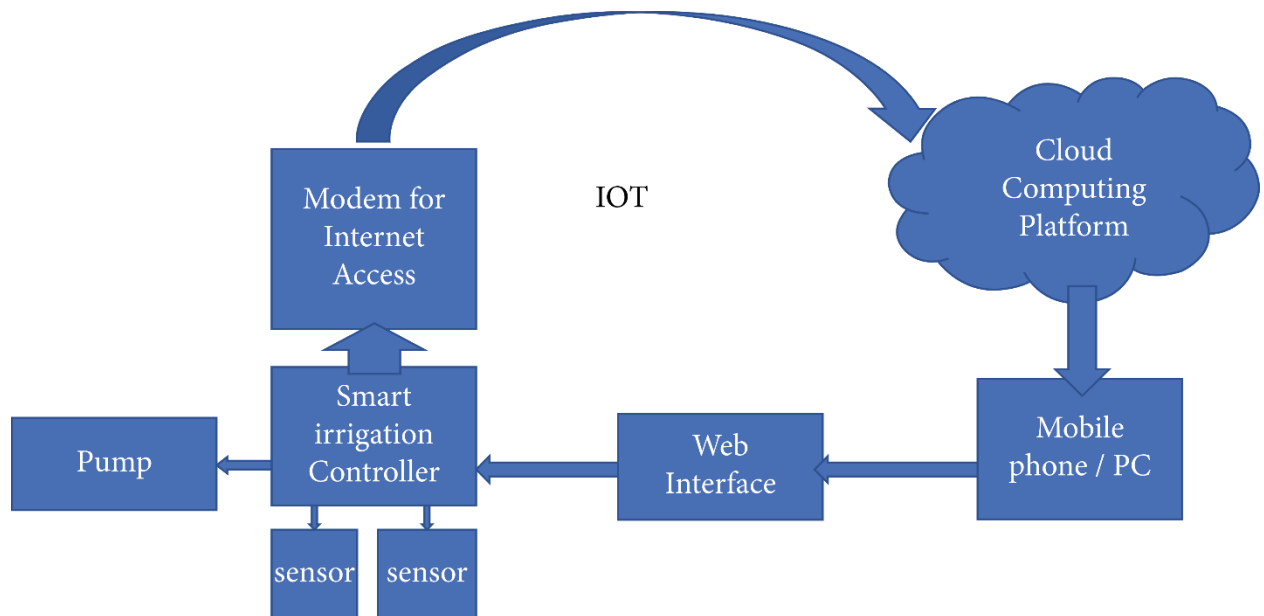 Modem for
Internet
Access
IOT
Cloud
Computing
Platform
Pump
Smart
irrigation
Controller
Web
Interface
Mobile
phone / PC
sensor
sensor